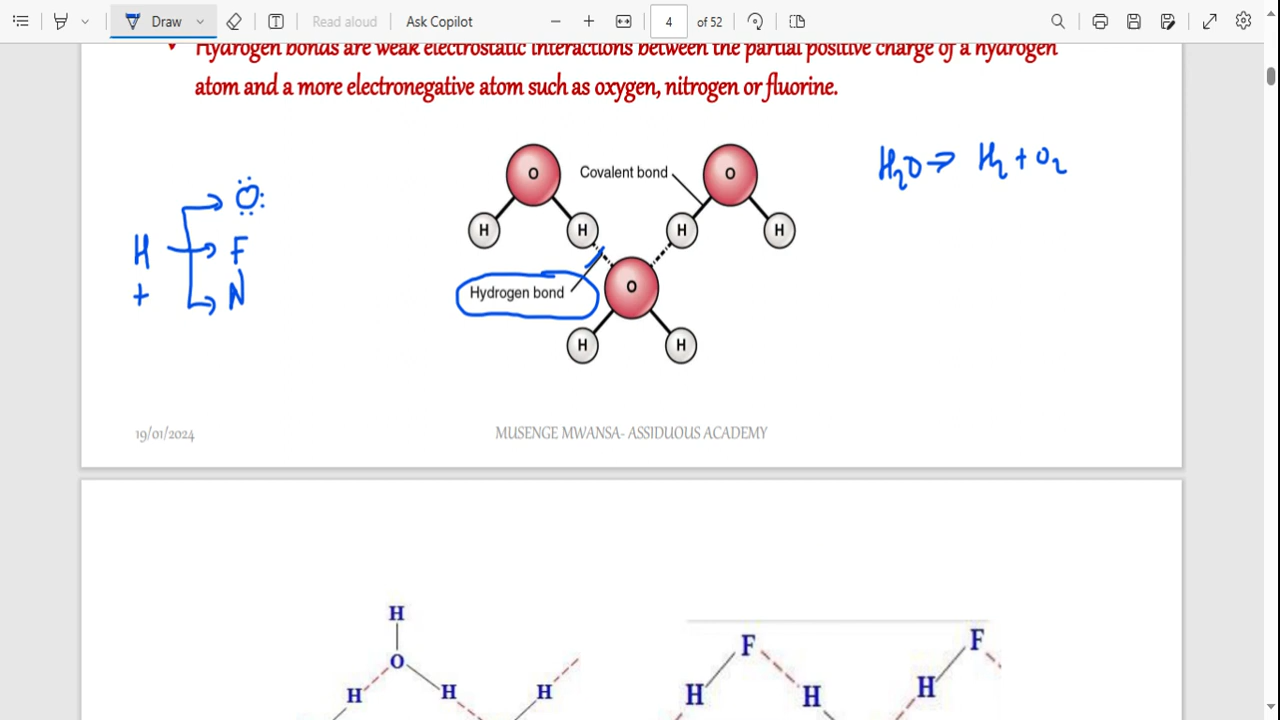 Draw
Read aloud
Ask Copilot
4 of 52
Hydrogen bonds are weak electrostatic interactions between the partial positive charge of a hydrogen
atom and a more electronegative atom such as oxygen, nitrogen or fluorine.
H₂O ⇒ H₂ + O₂
O Covalent bond O
O
H F
+ N
H H H H
Hydrogen bond O
H H
19/01/2024 MUSENGE MWANSA- ASSIDUOUS ACADEMY
H
O F F
H H H H H H